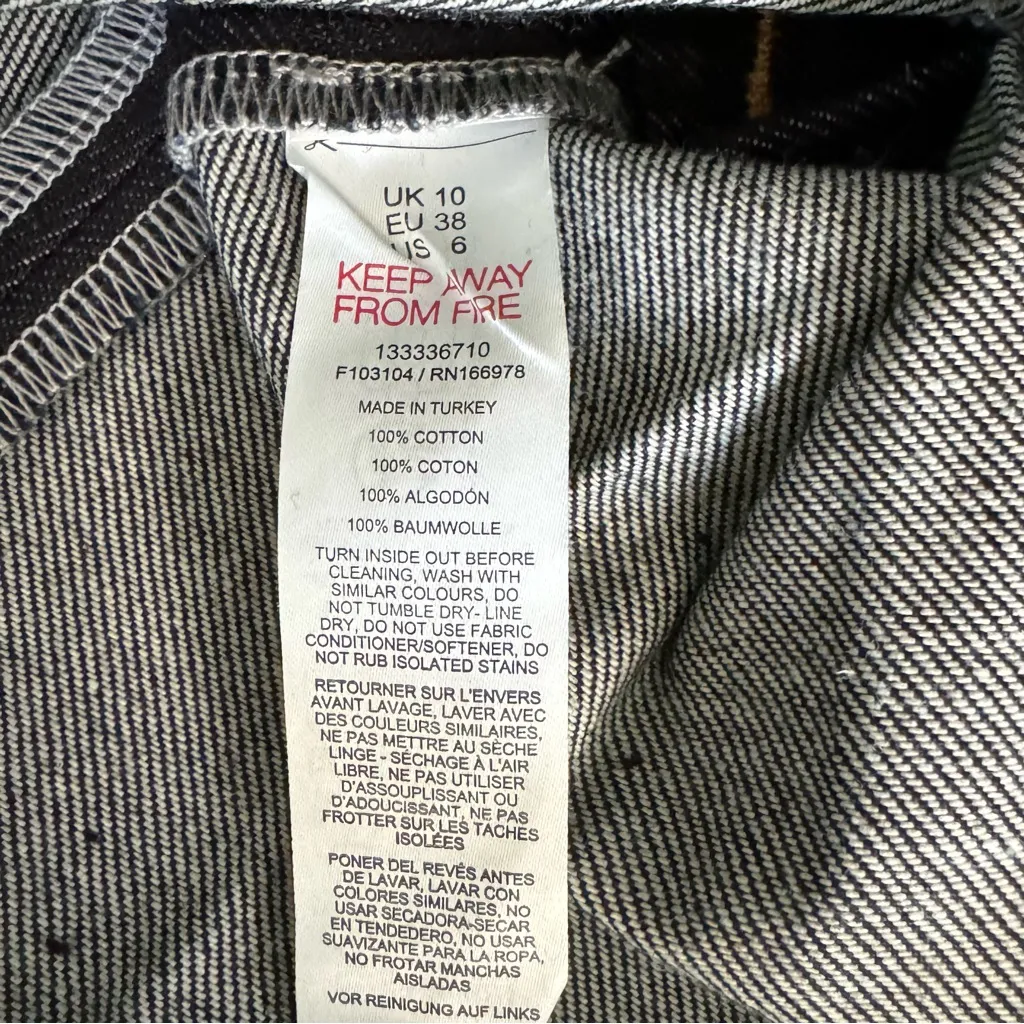 UK 10
EU 38
US 6
KEEP AWAY
FROM FIRE
133336710
F103104 / RN166978
MADE IN TURKEY
100% COTTON
100% COTON
100% ALGODÓN
100% BAUMWOLLE
TURN INSIDE OUT BEFORE
CLEANING, WASH WITH
SIMILAR COLOURS, DO
NOT TUMBLE DRY- LINE
DRY, DO NOT USE FABRIC
CONDITIONER/SOFTENER, DO
NOT RUB ISOLATED STAINS
RETOURNER SUR L'ENVERS
AVANT LAVAGE, LAVER AVEC
DES COULEURS SIMILAIRES,
NE PAS METTRE AU SÈCHE
LINGE - SÉCHAGE À L'AIR
LIBRE, NE PAS UTILISER
D'ASSOUPLISSANT OU
D'ADOUCISSANT, NE PAS
FROTTER SUR LES TACHES
ISOLÉES
PONER DEL REVÉS ANTES
DE LAVAR, LAVAR CON
COLORES SIMILARES, NO
USAR SECADORA-SECAR
EN TENDEDERO, NO USAR
SUAVIZANTE PARA LA ROPA,
NO FROTAR MANCHAS
AISLADAS
VOR REINIGUNG AUF LINKS